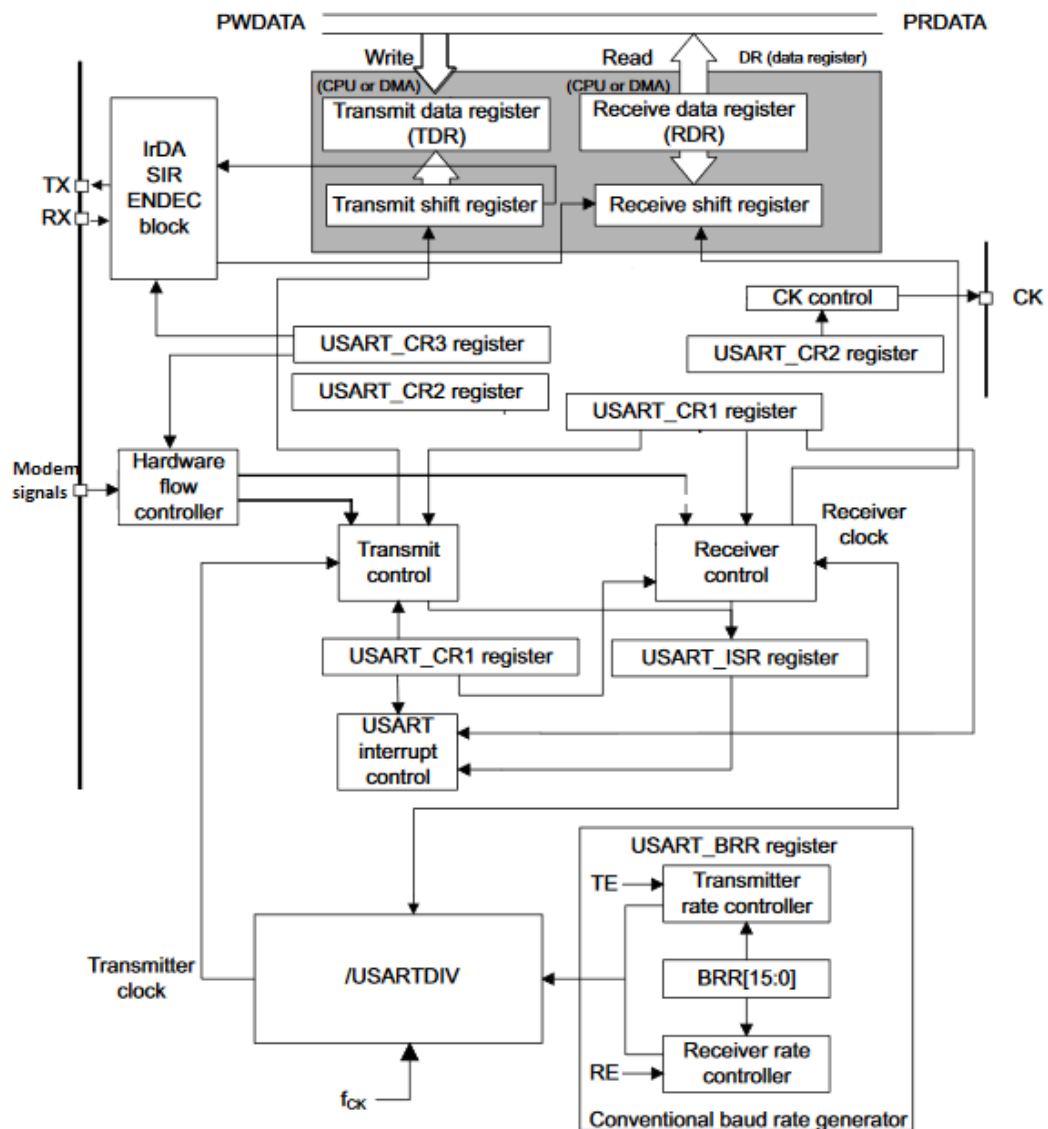 PWDATA
PRDATA
Write
Read
DR (data register)
(CPU or DMA)
(CPU or DMA)
Transmit data register
(TDR)
Receive data register
(RDR)
IrDA
SIR
ENDEC
block
TX
RX
Transmit shift register
Receive shift register
CK control
CK
USART_CR3 register
USART_CR2 register
USART_CR2 register
USART_CR1 register
Modem
signals
Hardware
flow
controller
Receiver
clock
Transmit
control
Receiver
control
USART_CR1 register
USART_ISR register
USART
interrupt
control
USART_BRR register
TE
Transmitter
rate controller
Transmitter
clock
/USARTDIV
BRR[15:0]
Receiver rate
controller
RE
fCK
Conventional baud rate generator